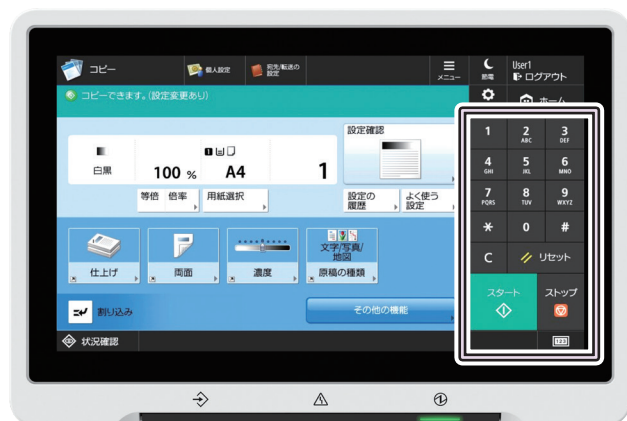 コピー
個人設定
宛先/転送の
設定
メニュー
節電
User1
ログアウト
コピーできます。(設定変更あり)
ホーム
白黒
100 %
1
A4
1
設定確認
等倍
倍率
用紙選択
設定の
履歴
よく使う
設定
仕上げ
両面
濃度
文字/写真/
地図
原稿の種類
割り込み
その他の機能
状況確認
1
2
ABC
3
DEF
4
GHI
5
JKL
6
MNO
7
PQRS
8
TUV
9
WXYZ
*
0
#
C
リセット
スタート
ストップ
123